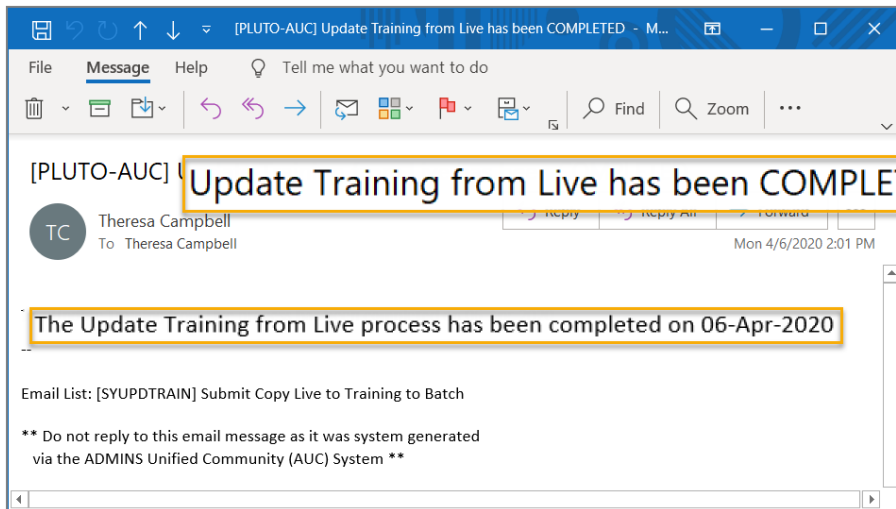 [PLUTO-AUC] Update Training from Live has been COMPLETED - M...
File Message Help Tell me what you want to do
Find Zoom ...
[PLUTO-AUC] Update Training from Live has been COMPLE
TC
Theresa Campbell
Reply Reply All Forward
To Theresa Campbell
Mon 4/6/2020 2:01 PM
The Update Training from Live process has been completed on 06-Apr-2020
--
Email List: [SYUPDTRAIN] Submit Copy Live to Training to Batch
** Do not reply to this email message as it was system generated
via the ADMINS Unified Community (AUC) System **